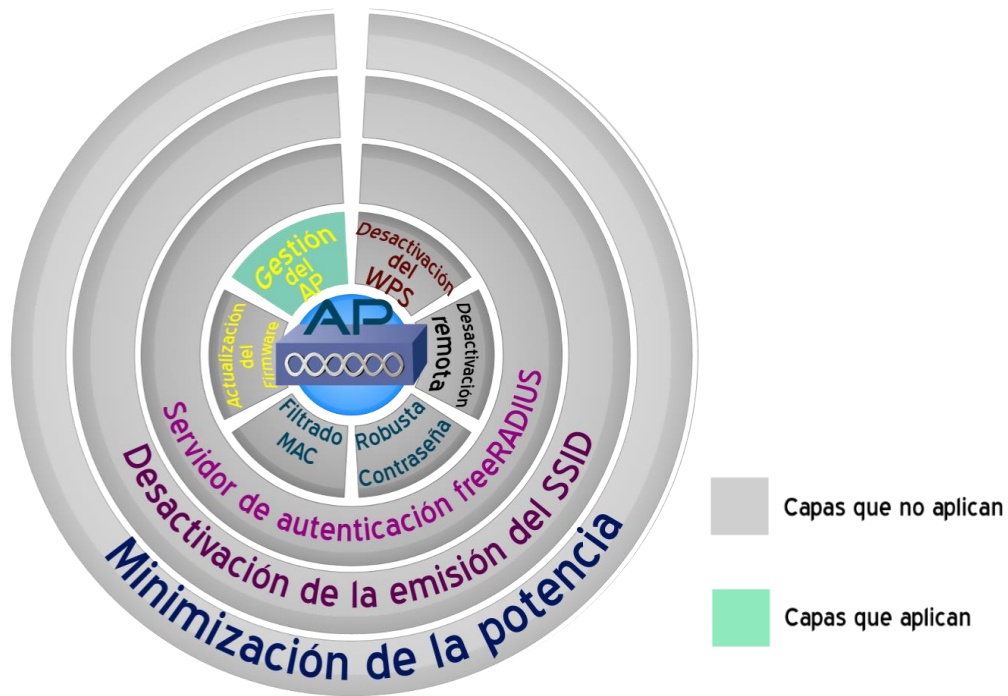 Gestión
del
AP
Desactivación
del
WPS
Actualización
del
Firmware
AP
Desactivación
remota
Filtrado
MAC
Robusta
Contraseña
Servidor de autenticación freeRADIUS
Desactivación de la emisión del SSID
Minimización de la potencia
Capas que no aplican
Capas que aplican